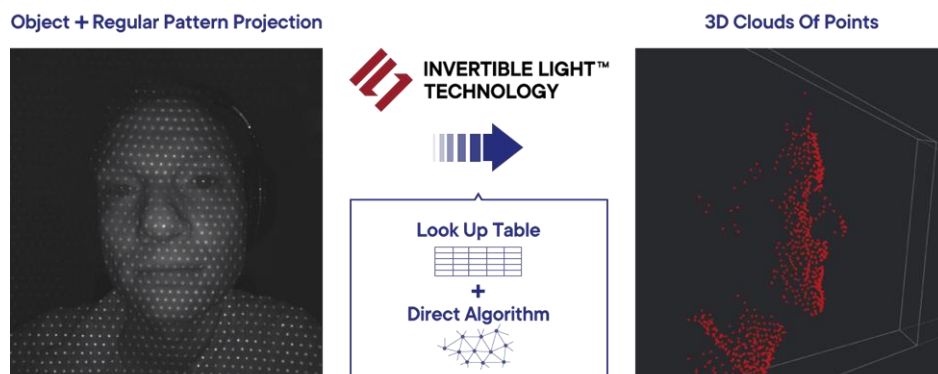 Object + Regular Pattern Projection
INVERTIBLE LIGHT™
TECHNOLOGY
Look Up Table
+
Direct Algorithm
3D Clouds Of Points